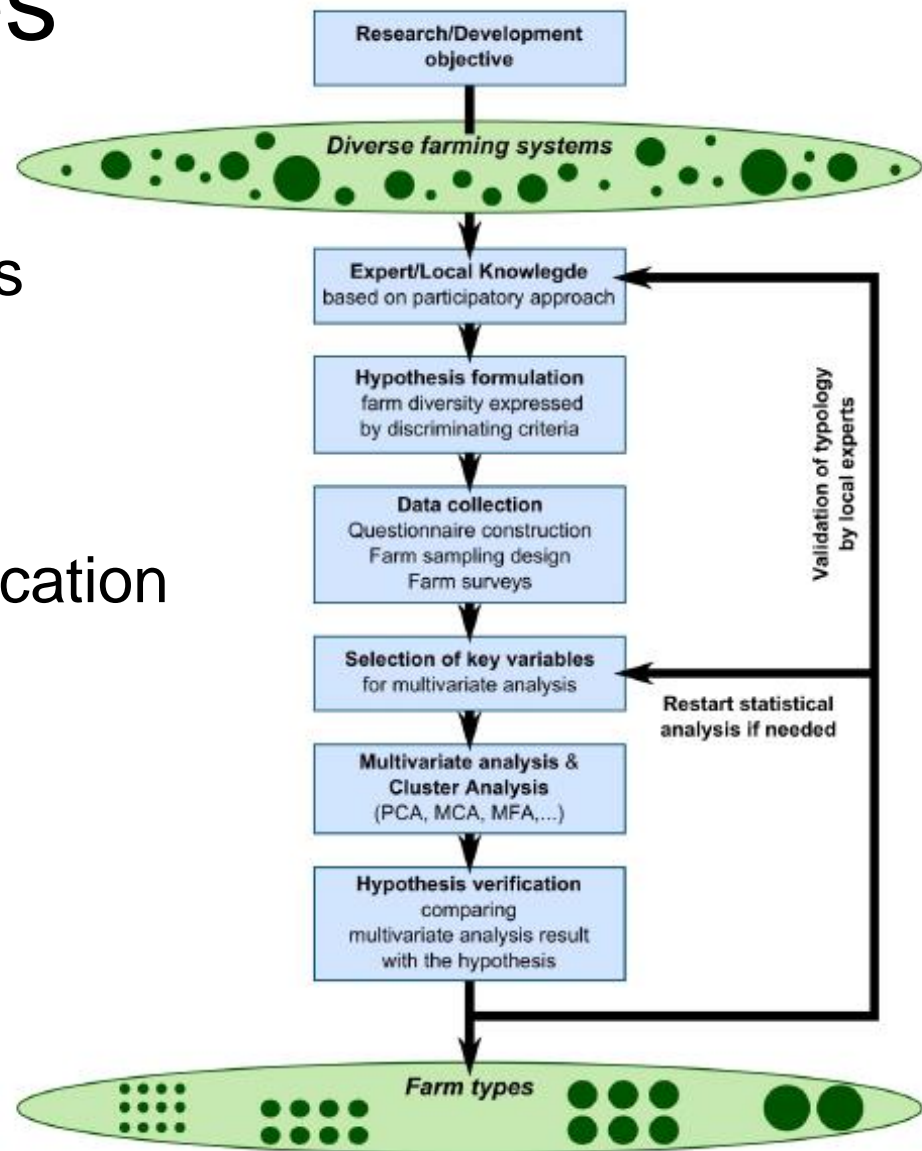 es
s
cation
Research/Development
objective
Diverse farming systems
Expert/Local Knowlegde
based on participatory approach
Hypothesis formulation
farm diversity expressed
by discriminating criteria
Data collection
Questionnaire construction
Farm sampling design
Farm surveys
Selection of key variables
for multivariate analysis
Multivariate analysis &
Cluster Analysis
(PCA, MCA, MFA,...)
Hypothesis verification
comparing
multivariate analysis result
with the hypothesis
Validation of typology
by local experts
Restart statistical
analysis if needed
Farm types